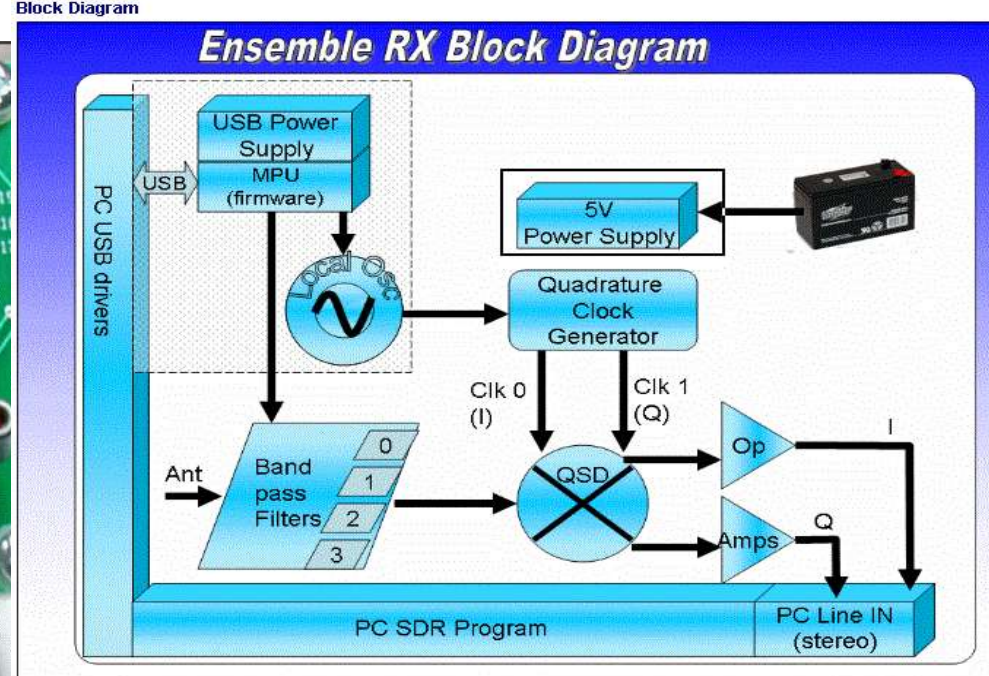 Block Diagram
Ensemble RX Block Diagram
USB Power
Supply
MPU
(firmware)
USB
PC USB drivers
Local Osc
5V
Power Supply
Quadrature
Clock
Generator
Clk 0
(I)
Clk 1
(Q)
Ant
Band
pass
Filters
0
1
2
3
QSD
Op
Amps
I
Q
PC SDR Program
PC Line IN
(stereo)